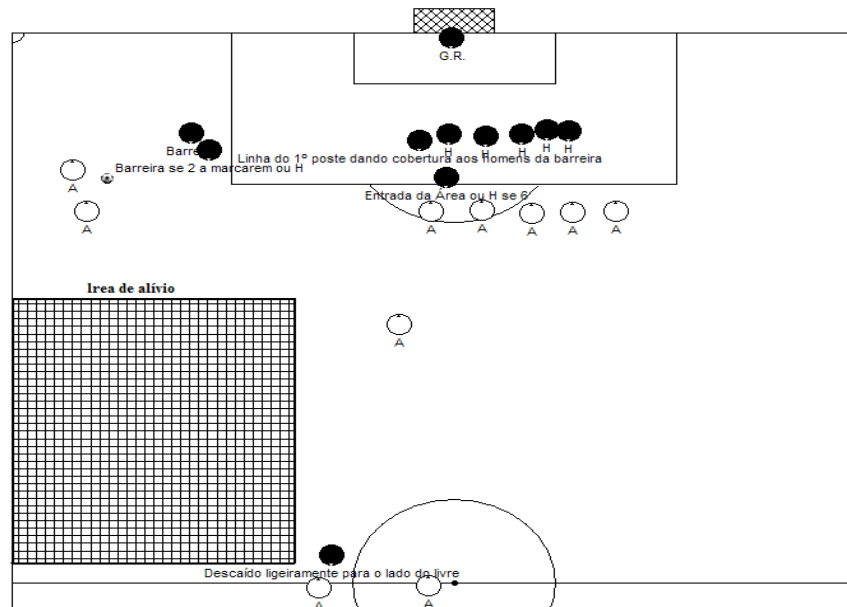 G.R.
Barre
H H H H H
Linha do 1º poste dando cobertura aos homens da barreira
Barreira se 2 a marcarem ou H
A
Entrada da Área ou H se 6
A
A A A A A
Irea de alívio
A
Descaído ligeiramente para o lado do livre
A A